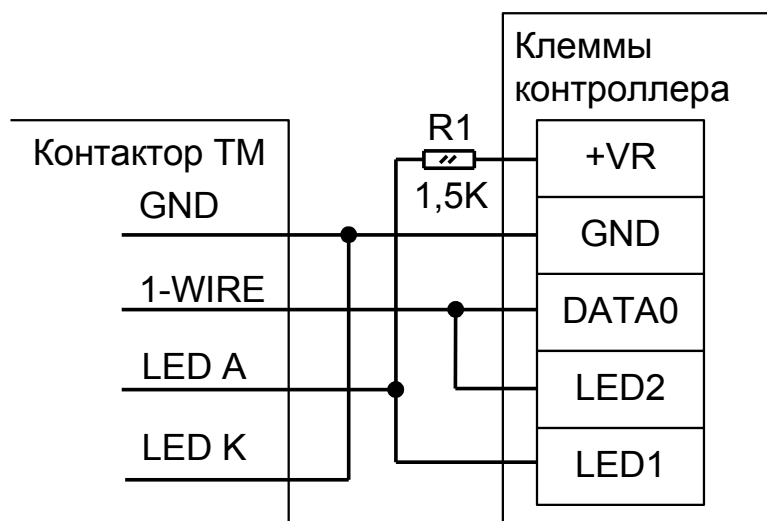 Клеммы
контроллера
R1
Контактор ТМ
+VR
1,5K
GND
GND
1-WIRE
DATA0
LED A
LED2
LED K
LED1